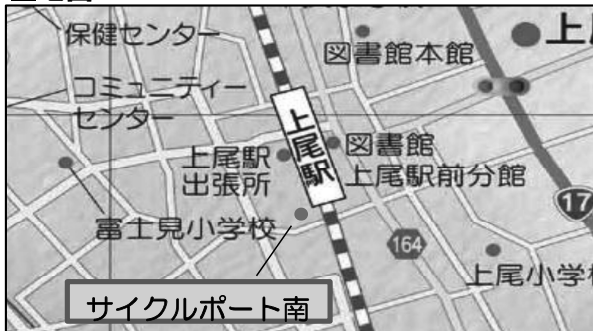 保健センター
図書館本館
上
コミュニティー
センター
上尾駅
上尾駅
出張所
図書館
上尾駅前分館
17
富士見小学校
164
上尾小学
サイクルポート南